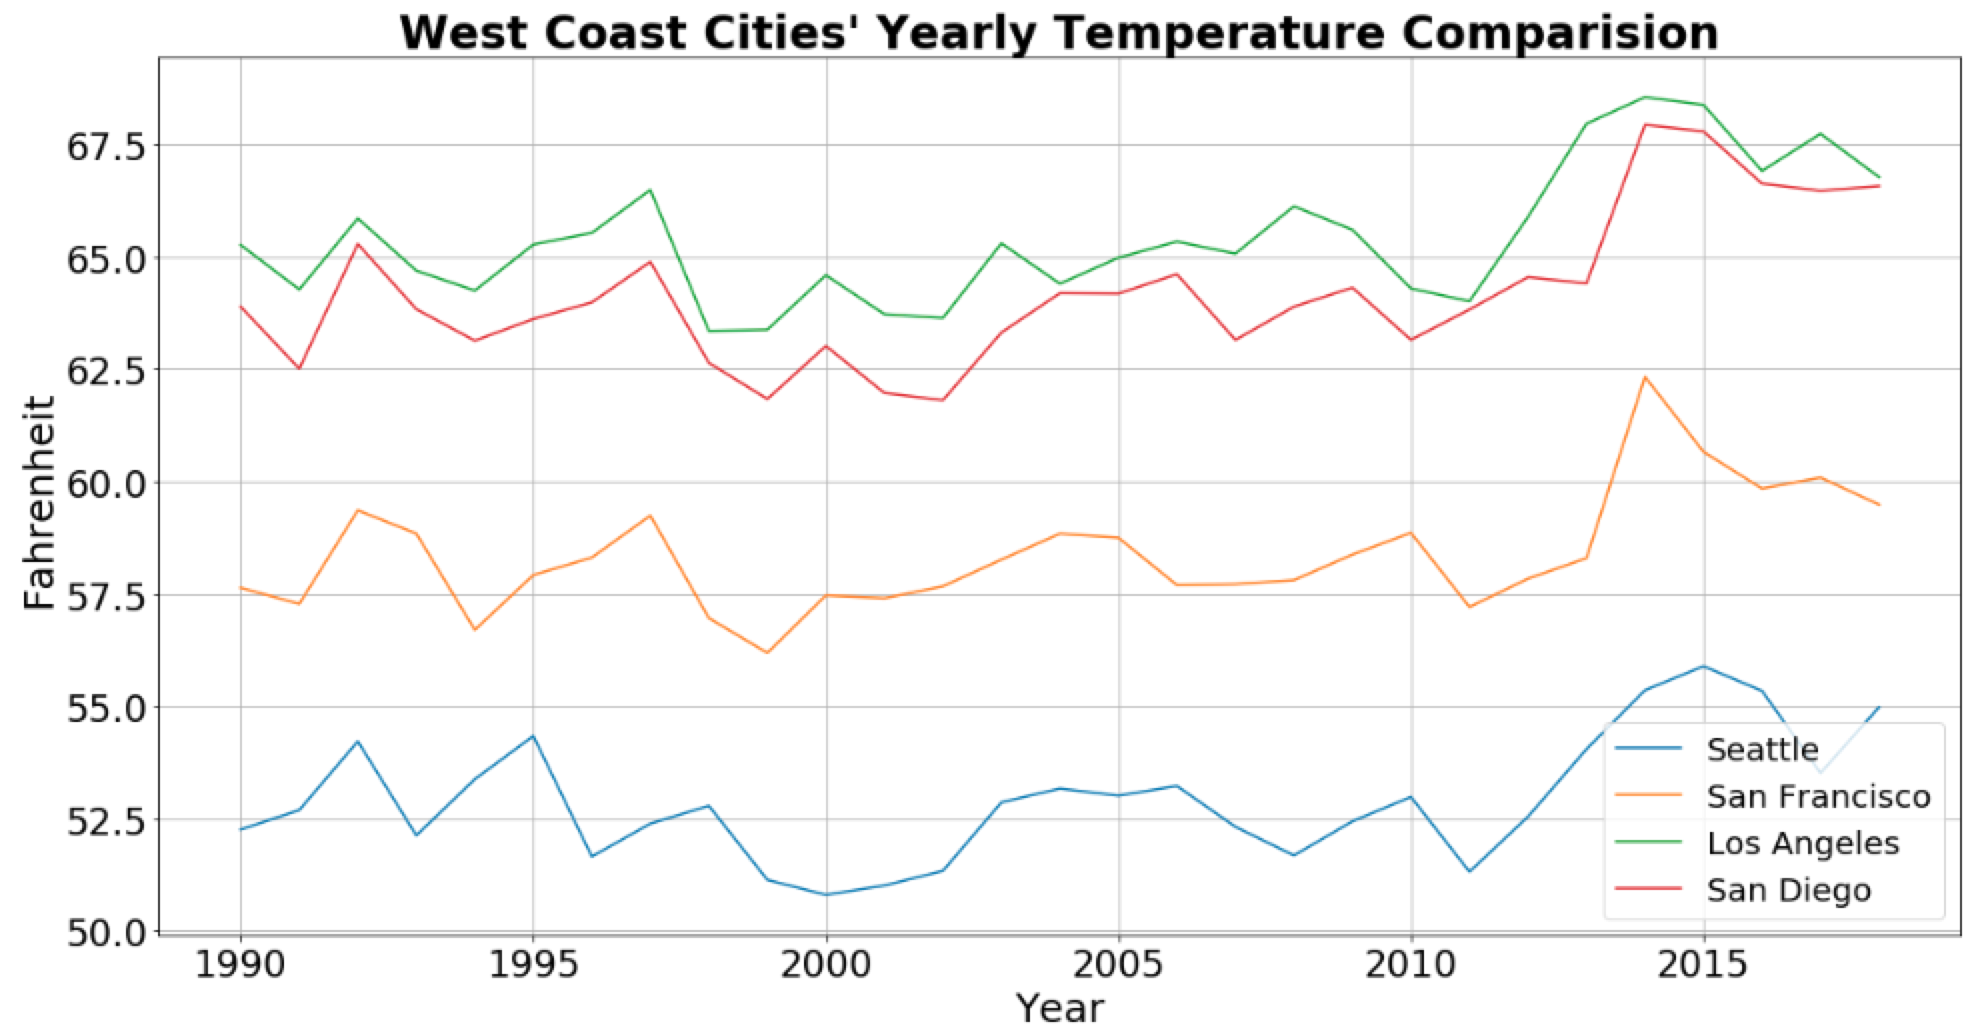 West Coast Cities' Yearly Temperature Comparision
67.5
65.0
62.5
60.0
57.5
55.0
52.5
50.0
Fahrenheit
Seattle
San Francisco
Los Angeles
San Diego
1990 1995 2000 2005 2010 2015
Year